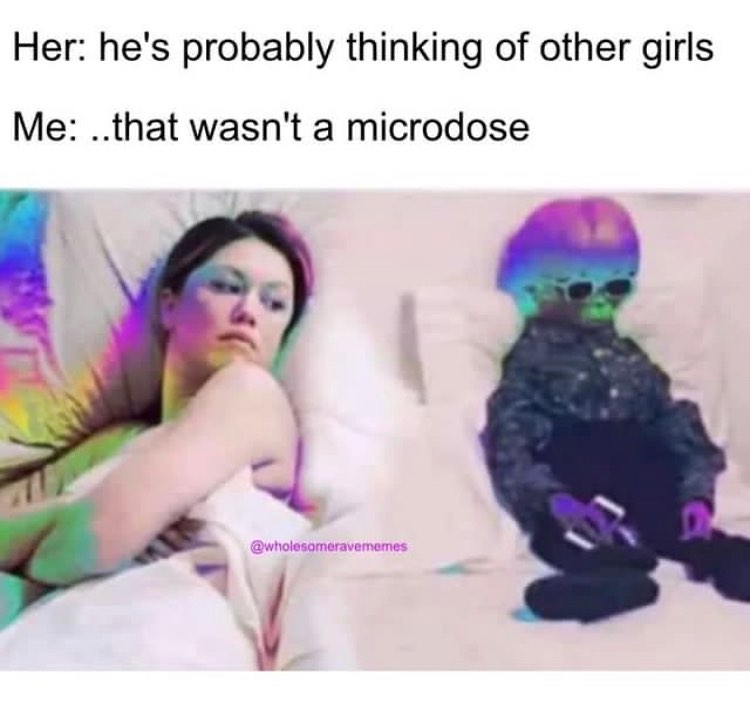 Her: he's probably thinking of other girls
Me: ..that wasn't a microdose
@wholesomeravememes